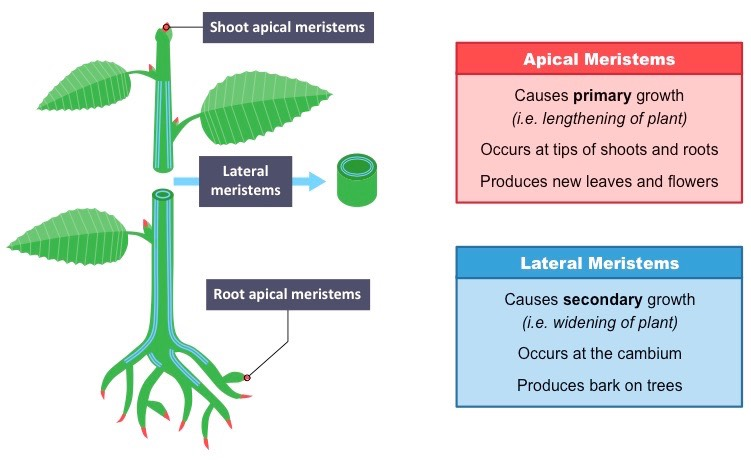 Shoot apical meristems
Lateral
meristems
Root apical meristems
Apical Meristems
Causes primary growth
(i.e. lengthening of plant)
Occurs at tips of shoots and roots
Produces new leaves and flowers
Lateral Meristems
Causes secondary growth
(i.e. widening of plant)
Occurs at the cambium
Produces bark on trees